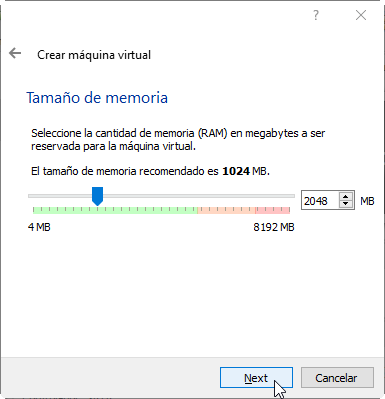 ?
Crear máquina virtual
Tamaño de memoria
Seleccione la cantidad de memoria (RAM) en megabytes a ser
reservada para la máquina virtual.
El tamaño de memoria recomendado es 1024 MB.
2048 MB
4 MB 8192 MB
Next Cancelar